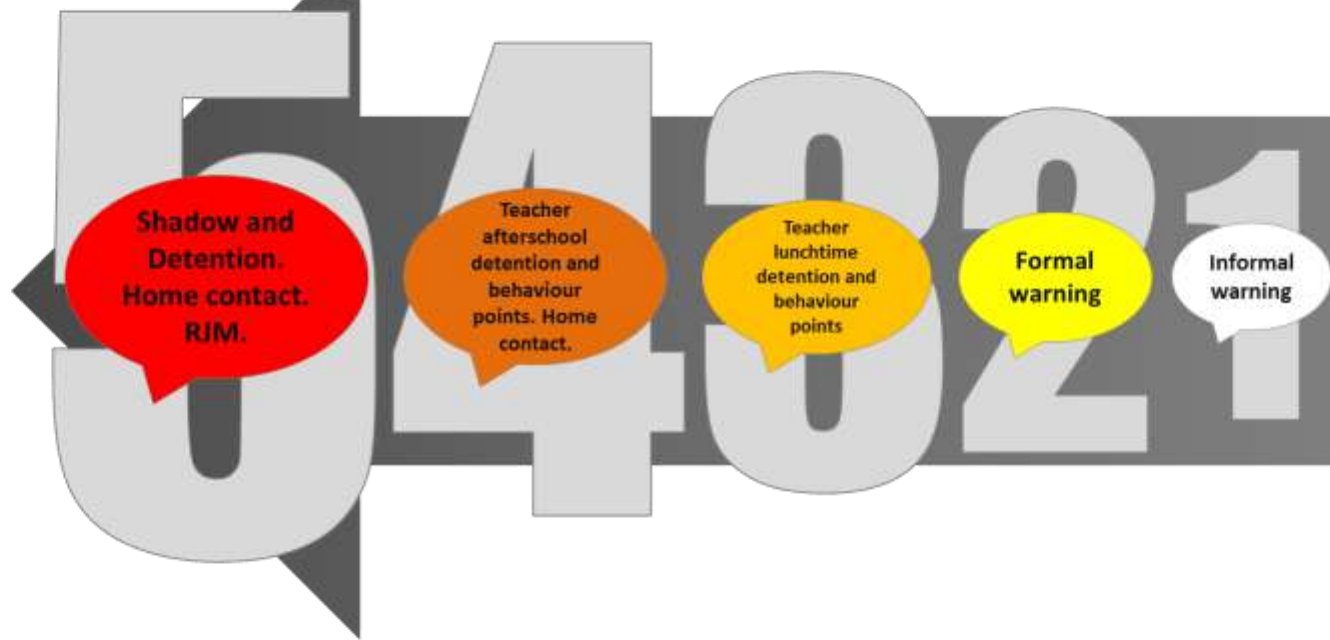 5
Shadow and
Detention.
Home contact.
RJM.
4
Teacher
afterschool
detention and
behaviour
points. Home
contact.
3
Teacher
lunchtime
detention and
behaviour
points
2
Formal
warning
1
Informal
warning